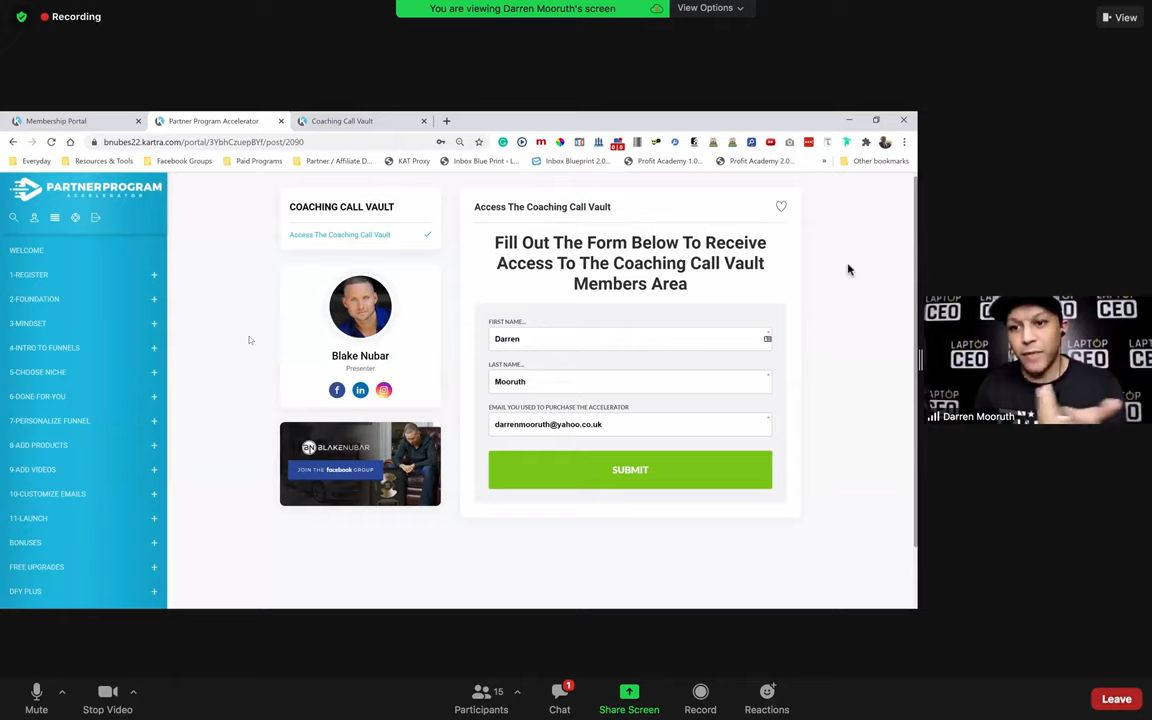 Recording
You are viewing Darren Mooruth's screen
View Options
View
Membership Portal
Partner Program Accelerator
Coaching Call Vault
bnubes22.kartra.com/portal/3YbhCzuepBYf/post/2090
Everyday
Resources & Tools
Facebook Groups
Paid Programs
Partner / Affiliate D...
KAT Proxy
Inbox Blue Print - L...
Inbox Blueprint 2.0...
Profit Academy 1.0...
Profit Academy 2.0...
Other bookmarks
PARTNERPROGRAM
ACCELERATOR
WELCOME
1-REGISTER
2-FOUNDATION
3-MINDSET
4-INTRO TO FUNNELS
5-CHOOSE NICHE
6-DONE-FOR-YOU
7-PERSONALIZE FUNNEL
8-ADD PRODUCTS
9-ADD VIDEOS
10-CUSTOMIZE EMAILS
11-LAUNCH
BONUSES
FREE UPGRADES
DFY PLUS
COACHING CALL VAULT
Access The Coaching Call Vault
Blake Nubar
Presenter
BN BLAKENUBAR
JOIN THE facebook GROUP
Access The Coaching Call Vault
Fill Out The Form Below To Receive
Access To The Coaching Call Vault
Members Area
FIRST NAME...
Darren
LAST NAME...
Mooruth
EMAIL YOU USED TO PURCHASE THE ACCELERATOR
darrenmooruth@yahoo.co.uk
SUBMIT
LAPTOP
CEO
Darren Mooruth
Mute
Stop Video
Participants
15
Chat
1
Share Screen
Record
Reactions
Leave